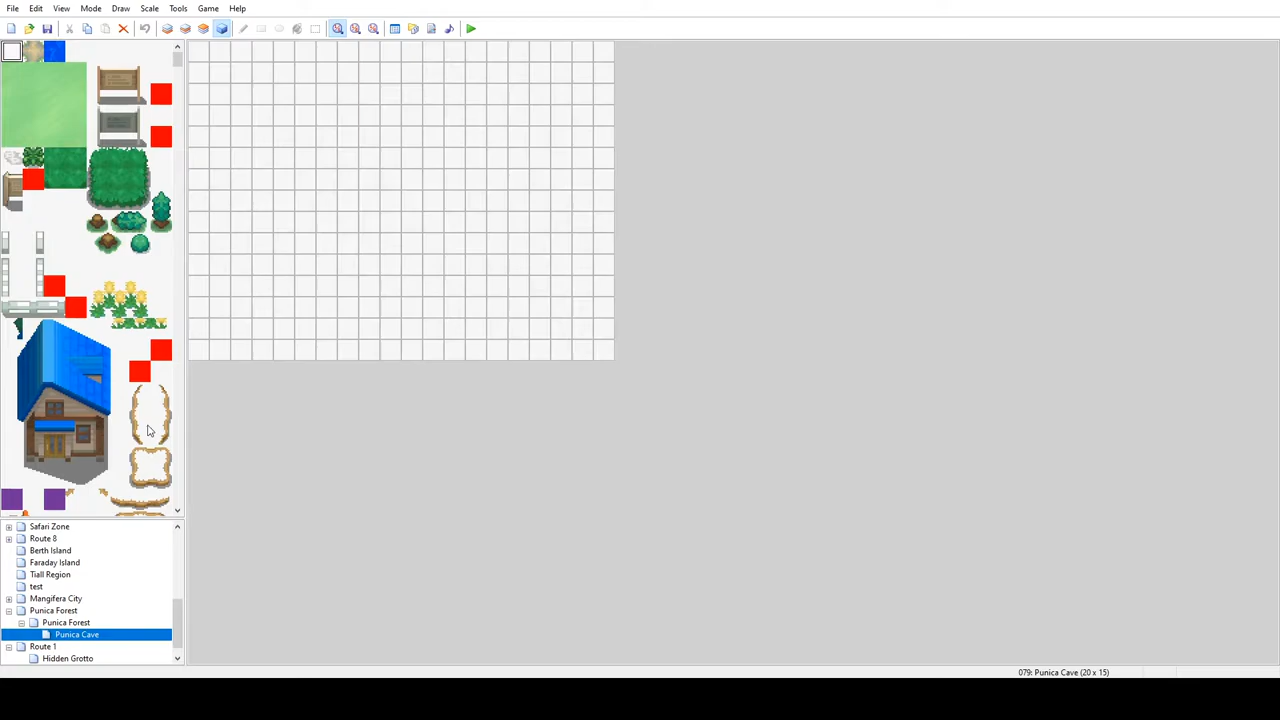 File Edit View Mode Draw Scale Tools Game Help
Safari Zone
Route 8
Berth Island
Faraday Island
Tiall Region
test
Mangifera City
Punica Forest
Punica Forest
Punica Cave
Route 1
Hidden Grotto
079: Punica Cave (20 x 15)